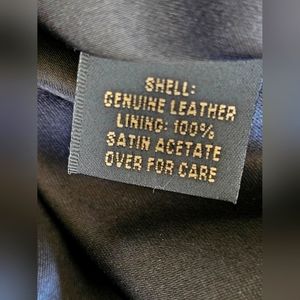 SHELL:
GENUINE LEATHER
LINING: 100%
SATIN ACETATE
OVER FOR CARE